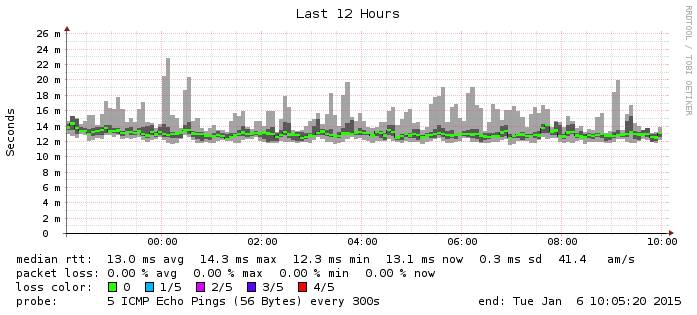 Last 12 Hours
RRDTOOL / TOBI OETIKER
Seconds
26 m
24 m
22 m
20 m
18 m
16 m
14 m
12 m
10 m
8 m
6 m
4 m
2 m
0
00:00 02:00 04:00 06:00 08:00 10:00
median rtt: 13.0 ms avg 14.3 ms max 12.3 ms min 13.1 ms now 0.3 ms sd 41.4 am/s
packet loss: 0.00 % avg 0.00 % max 0.00 % min 0.00 % now
loss color: 0 1/5 2/5 3/5 4/5
probe: 5 ICMP Echo Pings (56 Bytes) every 300s end: Tue Jan 6 10:05:20 2015